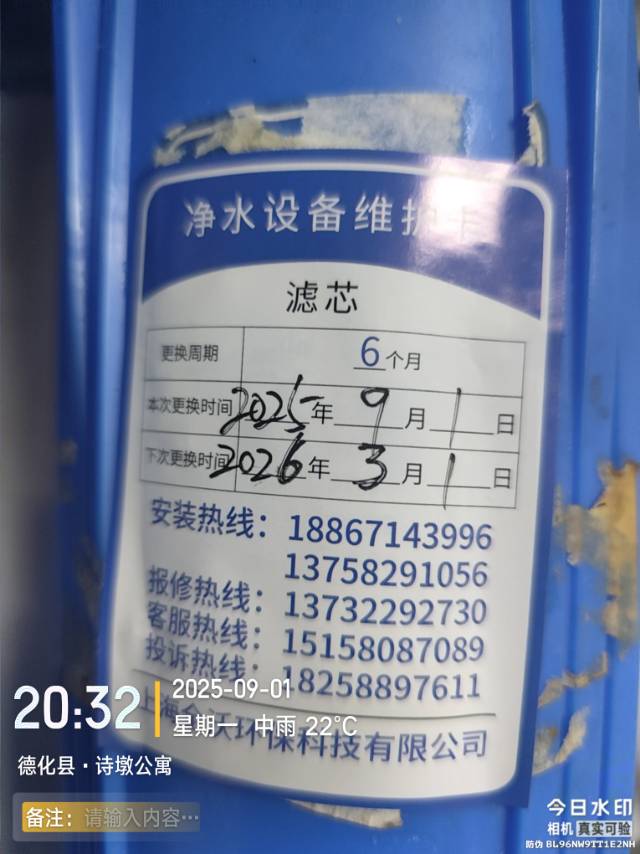 净水设备维护卡
滤芯
更换周期 6个月
本次更换时间 2025年 9月 1日
下次更换时间 2026年 3月 1日
安装热线：18867143996
13758291056
报修热线：13732292730
客服热线：15158087089
投诉热线：18258897611
环保科技有限公司
20:32
2025-09-01
星期一 中雨 22℃
德化县·诗墩公寓
备注：请输入内容…
今日水印
相机 真实可验
防伪 BL96NW9TT1E2NH